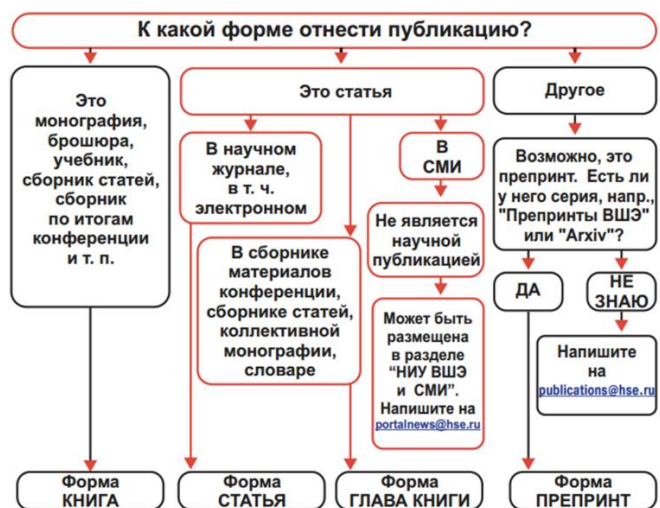 К какой форме отнести публикацию?
Это
монография,
брошюра,
учебник,
сборник статей,
сборник
по итогам
конференции
и т. п.
Форма
КНИГА
Это статья
В научном
журнале,
в т. ч.
электронном
Форма
СТАТЬЯ
В сборнике
материалов
конференции,
сборнике статей,
коллективной
монографии,
словаре
Форма
ГЛАВА КНИГИ
В
СМИ
Не является
научной
публикацией
Может быть
размещена
в разделе
“НИУ ВШЭ
и СМИ”.
Напишите на
portalnews@hse.ru
Другое
Возможно, это
препринт. Есть ли
у него серия, напр.,
"Препринты ВШЭ"
или "Arxiv"?
ДА
Форма
ПРЕПРИНТ
НЕ
ЗНАЮ
Напишите
на
publications@hse.ru